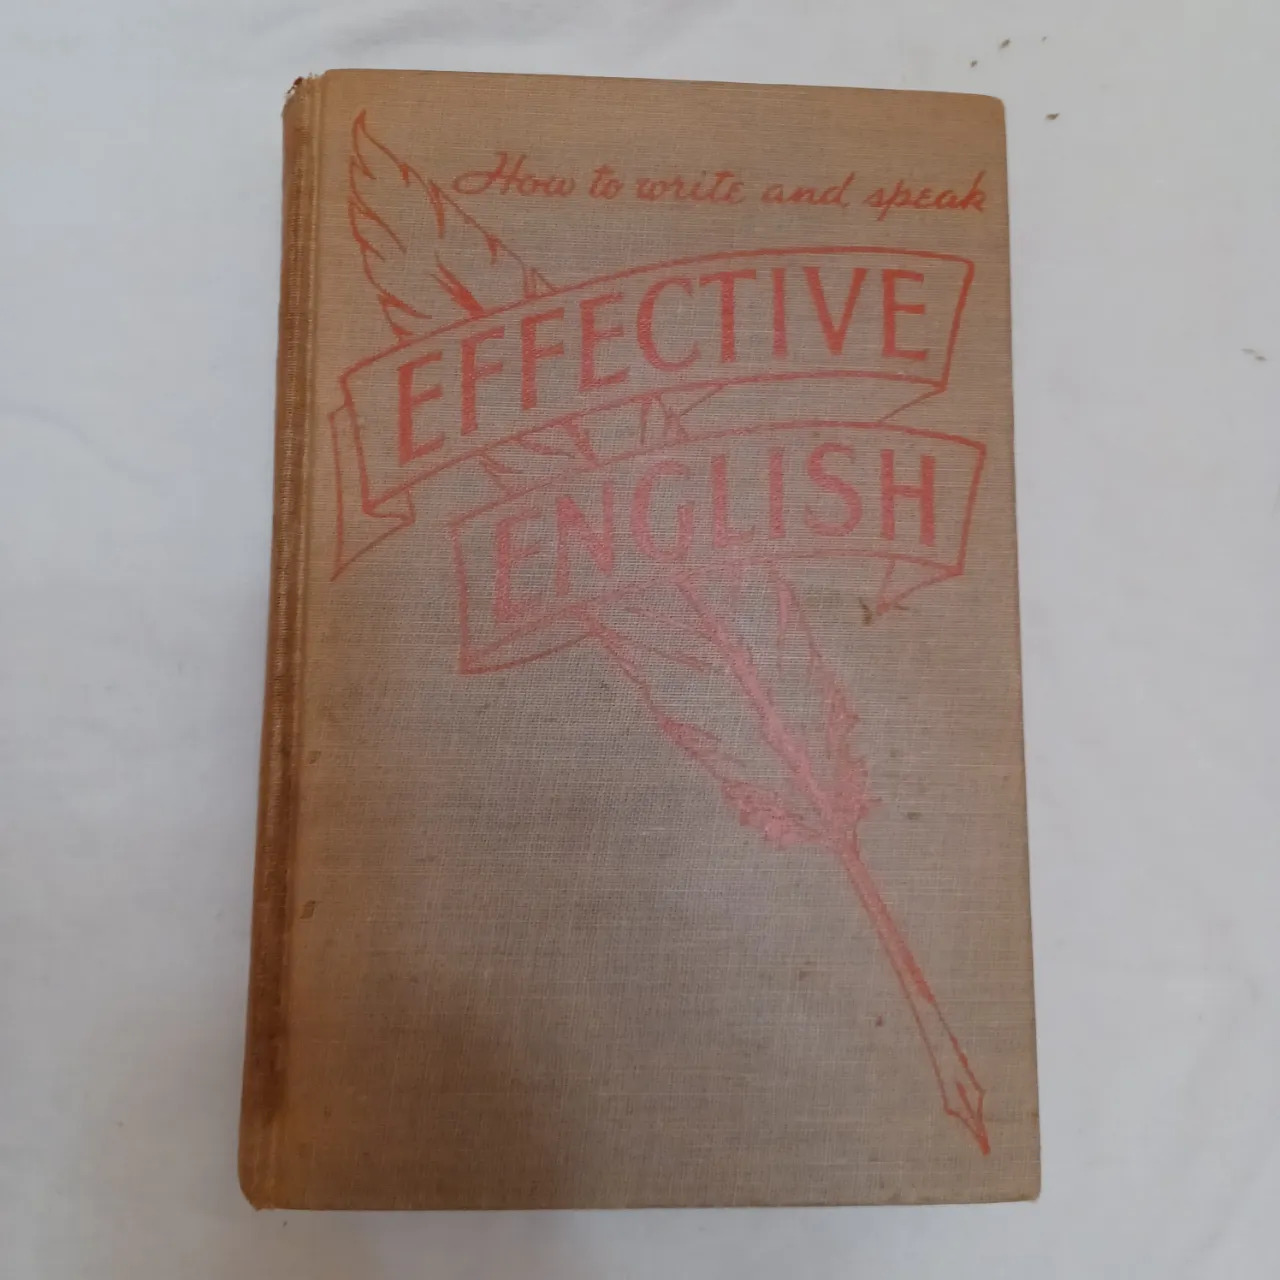 How to write and speak
EFFECTIVE
ENGLISH